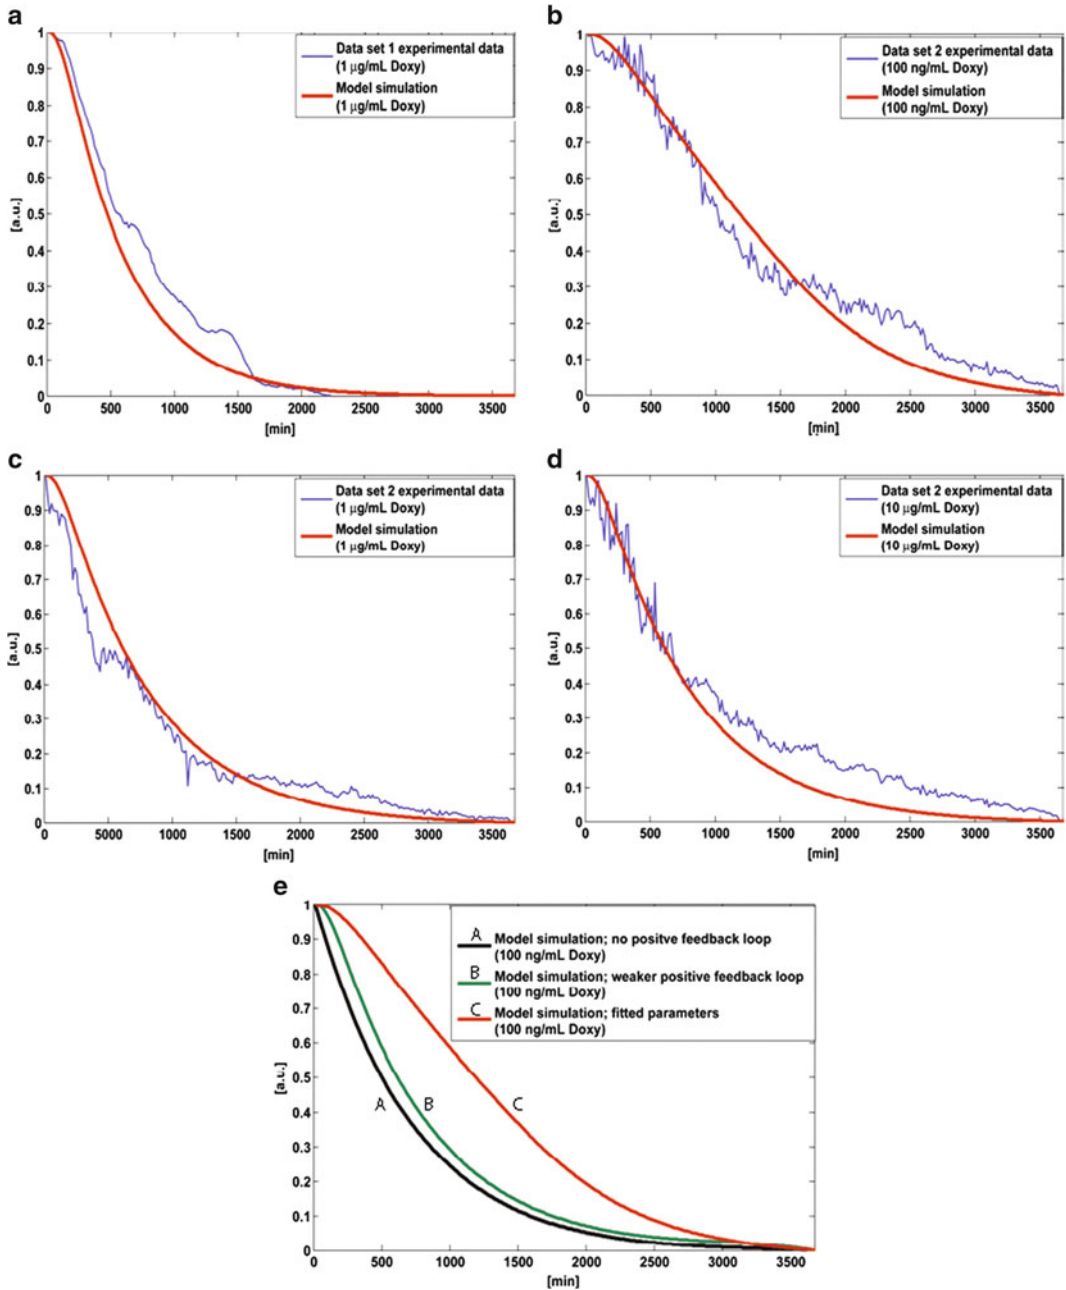 a
Data set 1 experimental data
(1 μg/mL Doxy)
Model simulation
(1 μg/mL Doxy)
1
0.9
0.8
0.7
0.6
0.5
0.4
0.3
0.2
0.1
0
[a.u.]
0 500 1000 1500 2000 2500 3000 3500
[min]
b
Data set 2 experimental data
(100 ng/mL Doxy)
Model simulation
(100 ng/mL Doxy)
1
0.9
0.8
0.7
0.6
0.5
0.4
0.3
0.2
0.1
0
[a.u.]
0 500 1000 1500 2000 2500 3000 3500
[min]
c
Data set 2 experimental data
(1 μg/mL Doxy)
Model simulation
(1 μg/mL Doxy)
1
0.9
0.8
0.7
0.6
0.5
0.4
0.3
0.2
0.1
0
[a.u.]
0 5000 1000 1500 2000 2500 3000 3500
[min]
d
Data set 2 experimental data
(10 μg/mL Doxy)
Model simulation
(10 μg/mL Doxy)
1
0.9
0.8
0.7
0.6
0.5
0.4
0.3
0.2
0.1
0
[a.u.]
0 500 1000 1500 2000 2500 3000 3500
[min]
e
A Model simulation; no positve feedback loop
(100 ng/mL Doxy)
B Model simulation; weaker positive feedback loop
(100 ng/mL Doxy)
C Model simulation; fitted parameters
(100 ng/mL Doxy)
1
0.9
0.8
0.7
0.6
0.5
0.4
0.3
0.2
0.1
0
[a.u.]
A B C
0 500 1000 1500 2000 2500 3000 3500
[min]